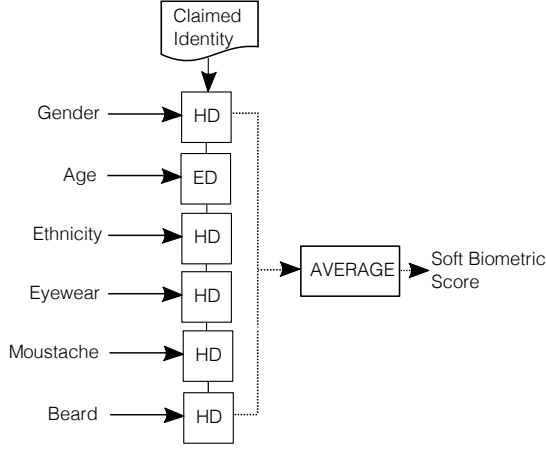 Claimed
Identity
Gender
HD
Age
ED
Ethnicity
HD
Eyewear
HD
AVERAGE
Soft Biometric
Score
Moustache
HD
Beard
HD